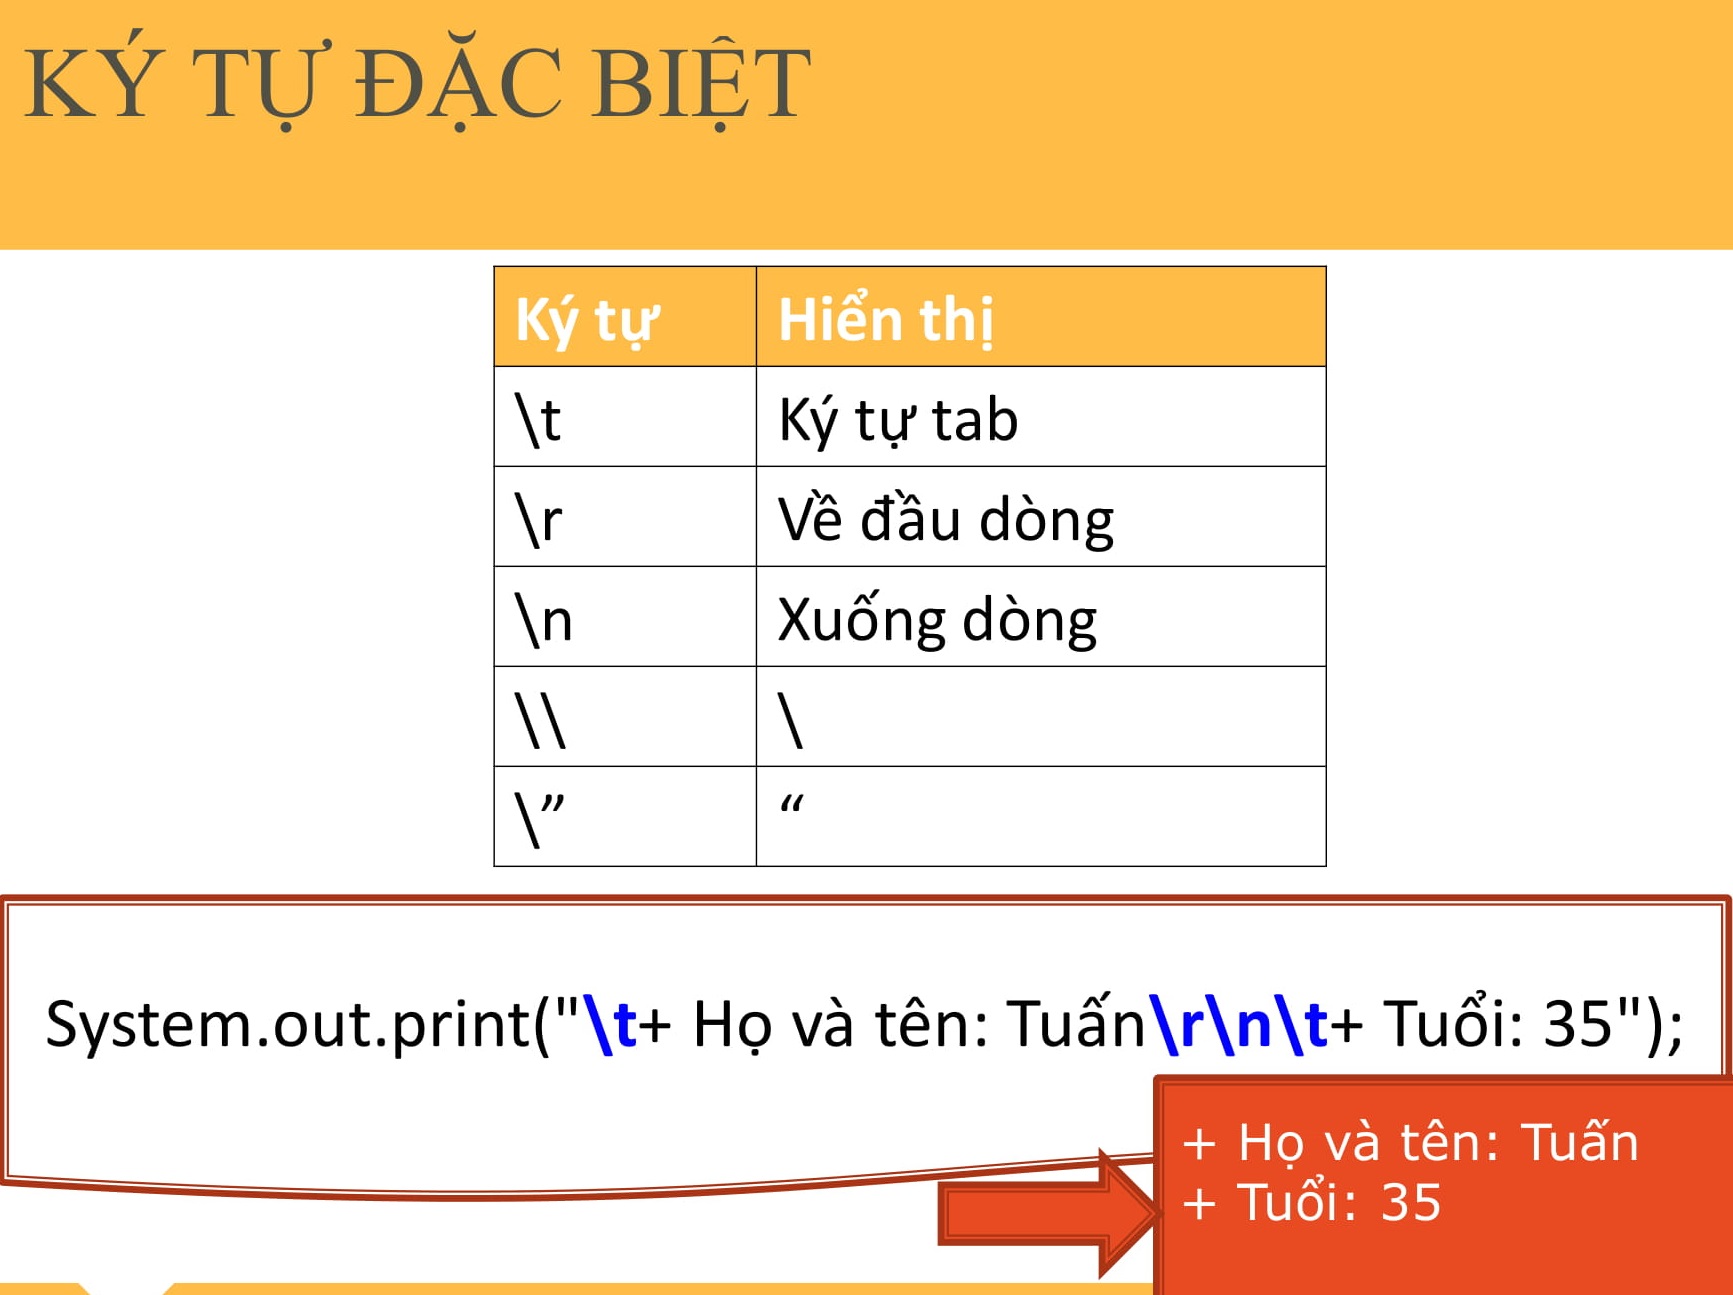 KÝ TỰ ĐẶC BIỆT
Ký tự Hiển thị
\t Ký tự tab
\r Về đầu dòng
\n Xuống dòng
\\ \
\” “
System.out.print("\t+ Họ và tên: Tuấn\r\n\t+ Tuổi: 35");
+ Họ và tên: Tuấn
+ Tuổi: 35